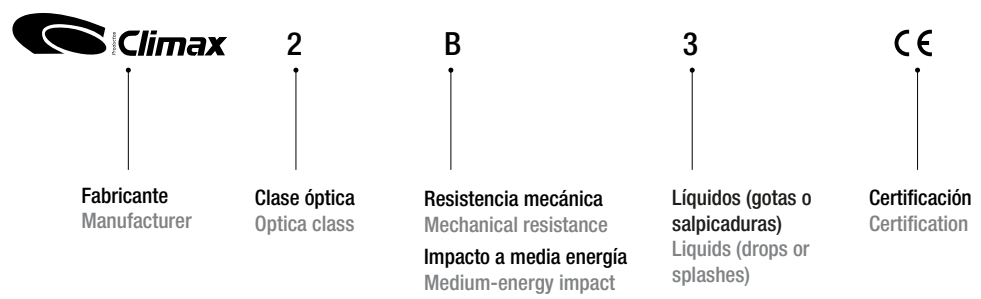 Productos Climax 2 B 3 CE
Fabricante
Manufacturer
Clase óptica
Optica class
Resistencia mecánica
Mechanical resistance
Impacto a media energía
Medium-energy impact
Líquidos (gotas o
salpicaduras)
Liquids (drops or
splashes)
Certificación
Certification